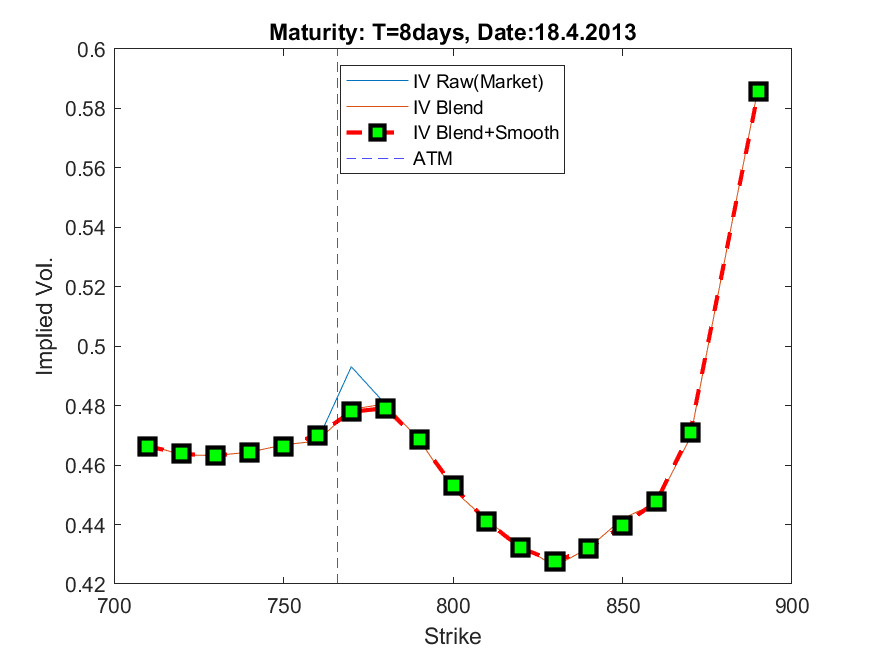 Maturity: T=8days, Date:18.4.2013
0.6
0.58
0.56
0.54
0.52
0.5
0.48
0.46
0.44
0.42
Implied Vol.
IV Raw(Market)
IV Blend
IV Blend+Smooth
ATM
700
750
800
850
900
Strike